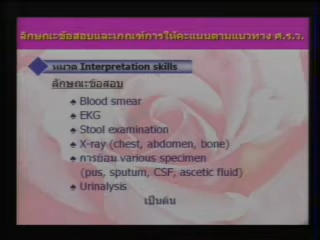 ลักษณะข้อสอบและเกณฑ์การให้คะแนนตามแนวทาง ศ.ร.ว.
หมวด Interpretation skills
ลักษณะข้อสอบ
♠ Blood smear
♠ EKG
♠ Stool examination
♠ X-ray (chest, abdomen, bone)
♠ การย้อม various specimen
(pus, sputum, CSF, ascetic fluid)
♠ Urinalysis
เป็นต้น